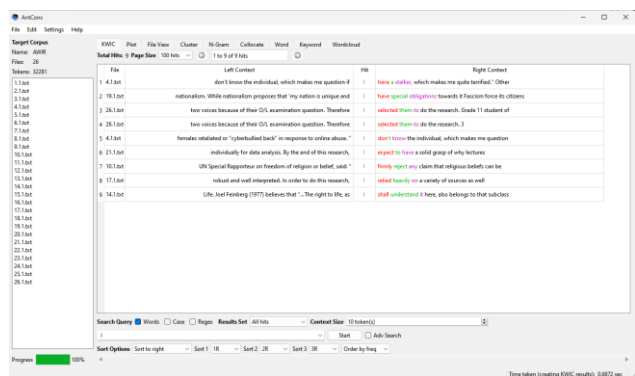 AntConc
File Edit Settings Help
Target Corpus
Name: AWIR
Files: 26
Tokens: 32281
1.1.txt
2.1.txt
3.1.txt
4.1.txt
5.1.txt
6.1.txt
7.1.txt
8.1.txt
9.1.txt
10.1.txt
11.1.txt
12.1.txt
13.1.txt
14.1.txt
15.1.txt
16.1.txt
17.1.txt
18.1.txt
19.1.txt
20.1.txt
21.1.txt
22.1.txt
23.1.txt
24.1.txt
25.1.txt
26.1.txt
Progress 100%
KWIC Plot File View Cluster N-Gram Collocate Word Keyword Wordcloud
Total Hits: 9 Page Size 100 hits 1 to 9 of 9 hits
File Left Context Hit Right Context
1 4.1.txt don't know the individual, which makes me question if I have a stalker, which makes me quite terrified." Other
2 19.1.txt nationalism. While nationalism proposes that 'my nation is unique and I have special obligations towards it Fascism force its citizens
3 26.1.txt two voices because of their O/L examination question. Therefore I selected them to do the research. Grade 11 student of
4 26.1.txt two voices because of their O/L examination question. Therefore I selected them to do the research. 3
5 4.1.txt females retaliated or "cyberbullied back" in response to online abuse. " I don't know the individual, which makes me question
6 21.1.txt individually for data analysis. By the end of this research, I expect to have a solid grasp of why lectures
7 10.1.txt UN Special Rapporteur on freedom of religion or belief, said: " I firmly reject any claim that religious beliefs can be
8 17.1.txt robust and well interpreted. In order to do this research, I relied heavily on a variety of sources as well
9 14.1.txt Life, Joel Feinberg (1977) believes that "...The right to life, as I shall understand it here, also belongs to that subclass
Search Query Words Case Regex Results Set All hits Context Size 10 token(s)
I Start Adv Search
Sort Options Sort to right Sort 1 1R Sort 2 2R Sort 3 3R Order by freq
Time taken (creating KWIC results): 0.6872 sec